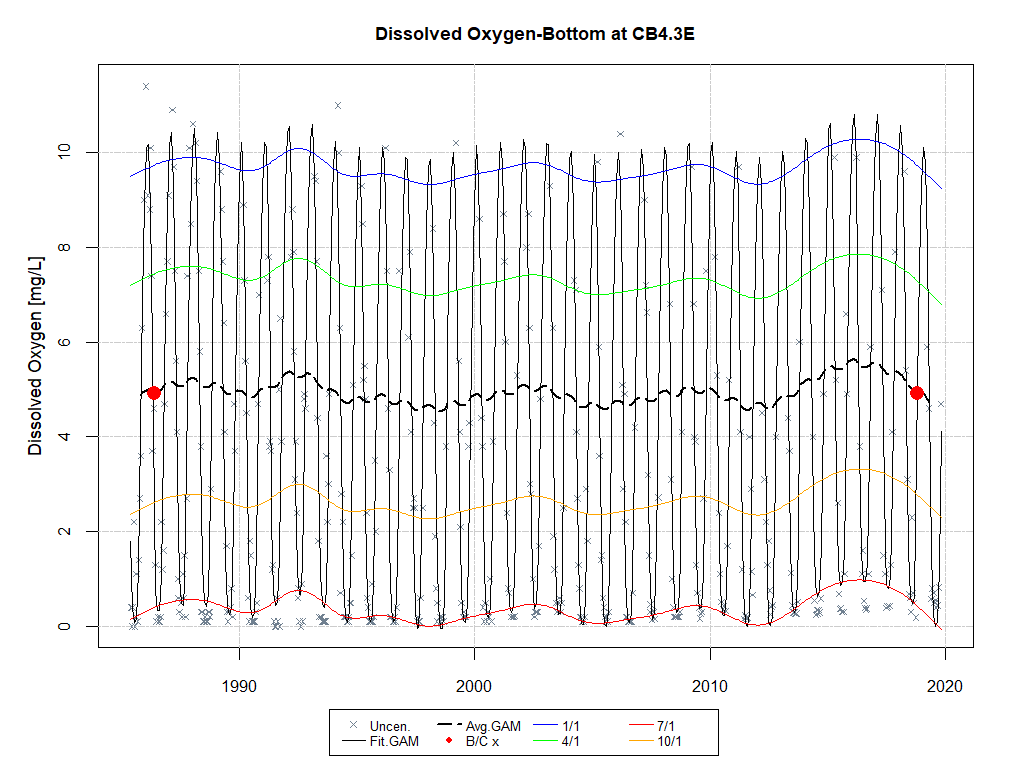 Dissolved Oxygen-Bottom at CB4.3E
Dissolved Oxygen [mg/L]
10
8
6
4
2
0
1990 2000 2010 2020
Uncen. Avg.GAM 1/1 7/1
Fit.GAM B/C x 4/1 10/1